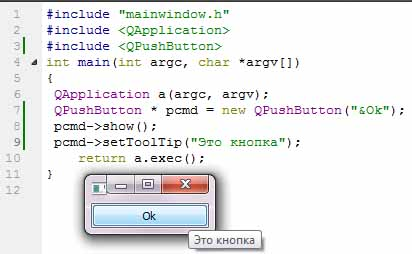 1 #include "mainwindow.h"
2 #include <QApplication>
3 #include <QPushButton>
4 int main(int argc, char *argv[])
5 {
6 QApplication a(argc, argv);
7 QPushButton * pcmd = new QPushButton("&Ok");
8 pcmd->show();
9 pcmd->setToolTip("Это кнопка");
10 return a.exec();
11 }
12
Ok
Это кнопка